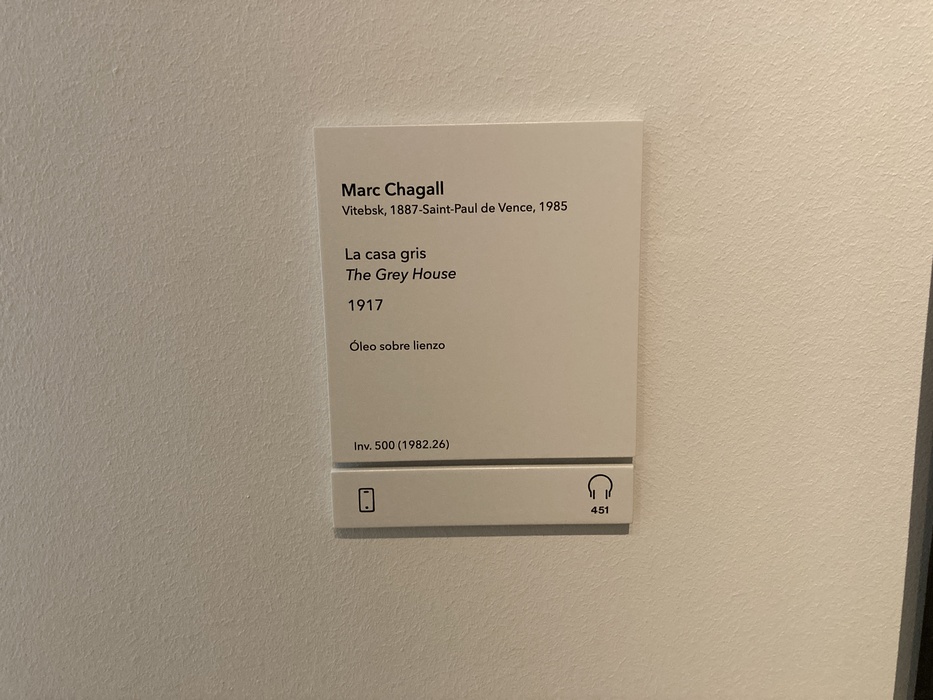 Marc Chagall
Vitebsk, 1887-Saint-Paul de Vence, 1985
La casa gris
The Grey House
1917
Óleo sobre lienzo
Inv. 500 (1982.26)
451